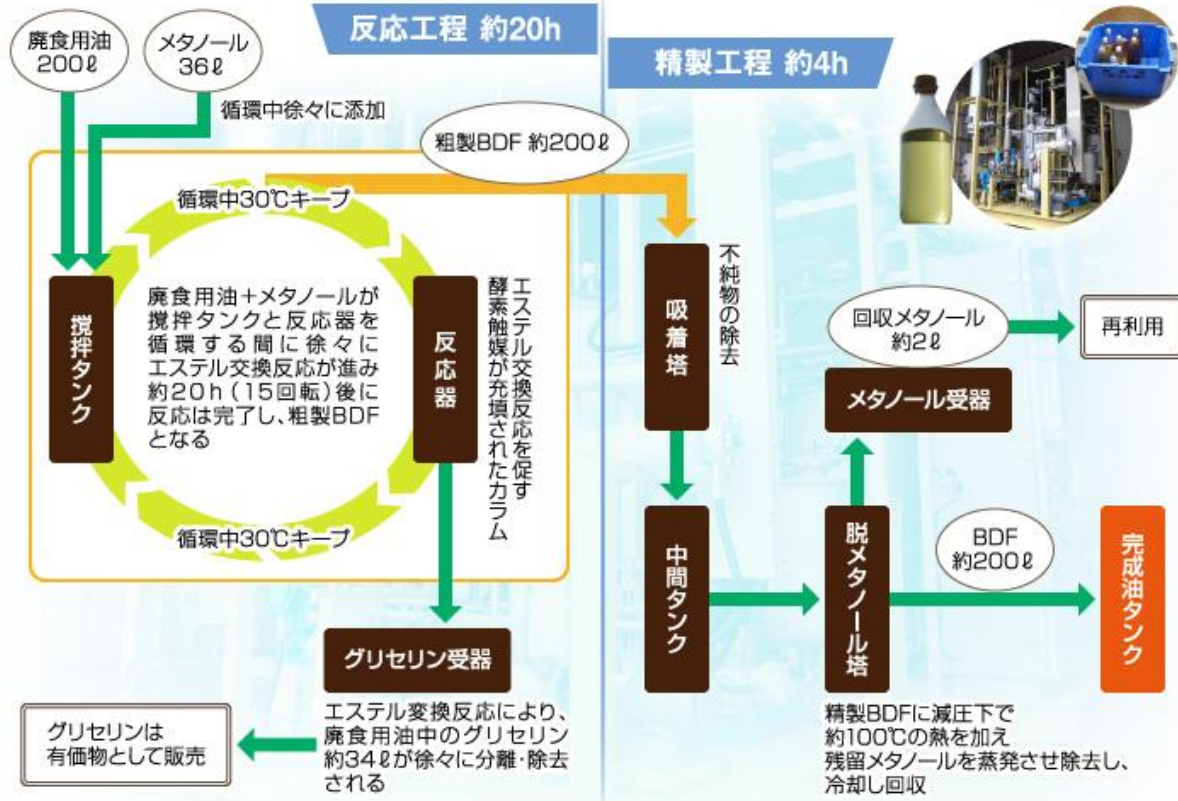 反応工程 約20h
廃食用油
200ℓ
メタノール
36ℓ
循環中徐々に添加
粗製BDF 約200ℓ
循環中30℃キープ
撹拌タンク
廃食用油+メタノールが
撹拌タンクと反応器を
循環する間に徐々に
エステル交換反応が進み
約20h(15回転)後に
反応は完了し、粗製BDF
となる
反応器
エステル交換反応を促す
酵素触媒が充填されたカラム
循環中30℃キープ
グリセリン受器
エステル変換反応により、
廃食用油中のグリセリン
約34ℓが徐々に分離・除去
される
グリセリンは
有価物として販売
精製工程 約4h
吸着塔
不純物の除去
中間タンク
脱メタノール塔
メタノール受器
回収メタノール
約2ℓ
再利用
BDF
約200ℓ
完成油タンク
精製BDFに減圧下で
約100℃の熱を加え
残留メタノールを蒸発させ除去し、
冷却し回収